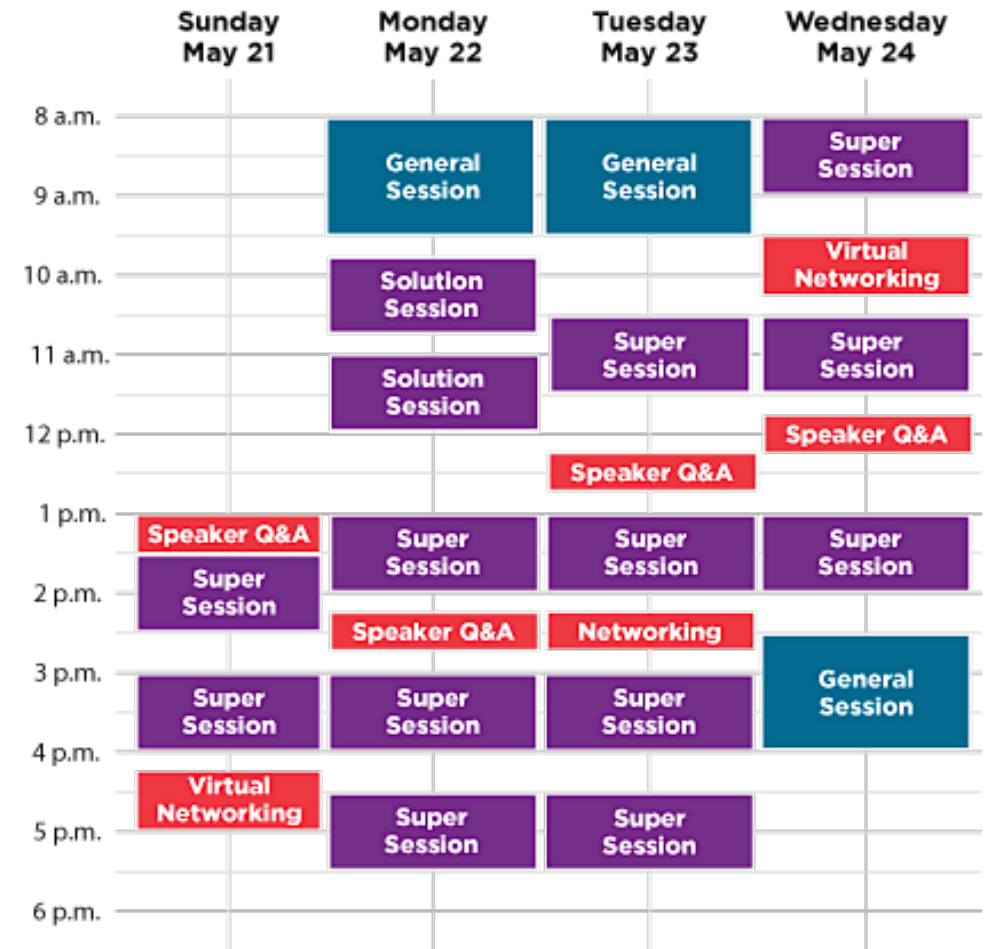 Sunday
May 21
Monday
May 22
Tuesday
May 23
Wednesday
May 24
8 a.m.
General
Session
General
Session
Super
Session
9 a.m.
Virtual
Networking
10 a.m.
Solution
Session
11 a.m.
Super
Session
Super
Session
Solution
Session
12 p.m.
Speaker Q&A
Speaker Q&A
1 p.m.
Speaker Q&A
Super
Session
Super
Session
Super
Session
Super
Session
2 p.m.
Speaker Q&A
Networking
3 p.m.
General
Session
Super
Session
Super
Session
Super
Session
4 p.m.
Virtual
Networking
5 p.m.
Super
Session
Super
Session
6 p.m.